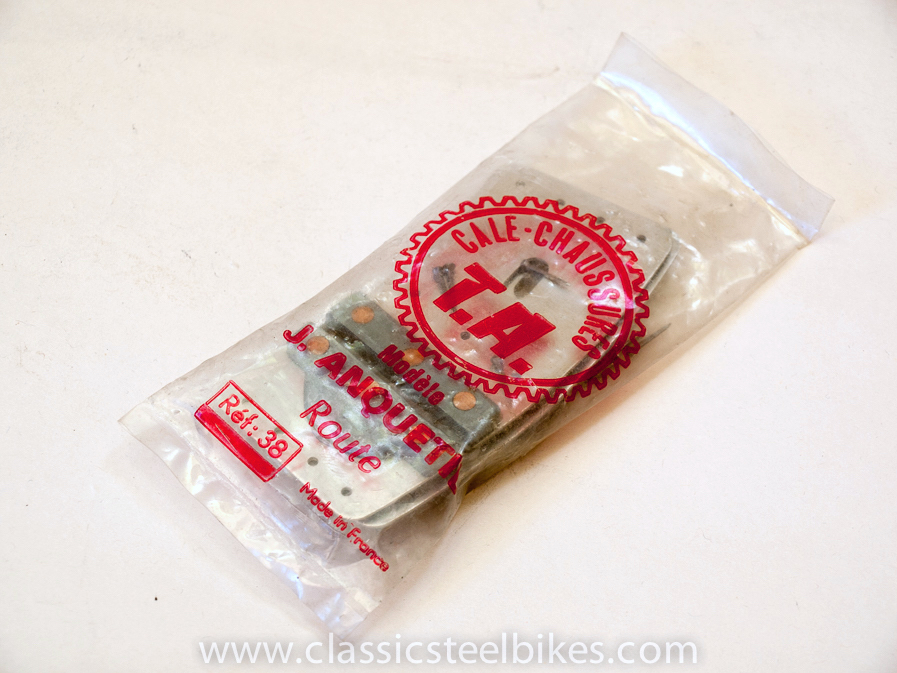 CALE-CHAUSSURES
T.A.
Modèle
J. ANQUETIL
Route
Réf: 38
Made in France
www.classicsteelbikes.com